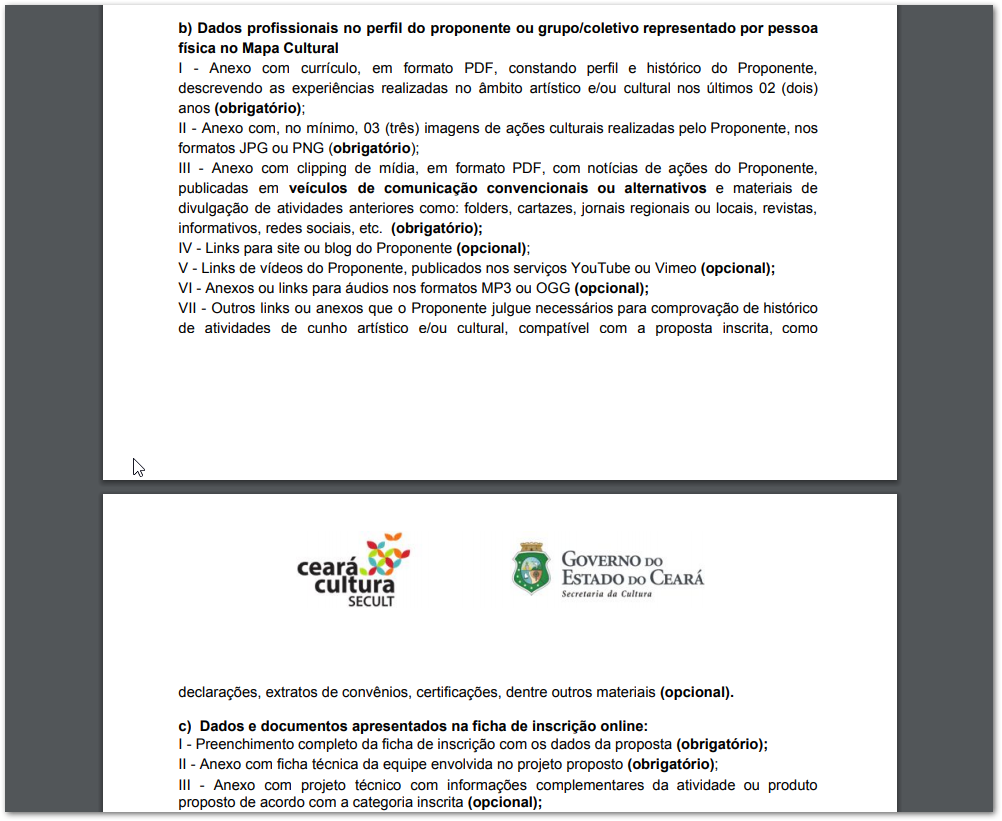 b) Dados profissionais no perfil do proponente ou grupo/coletivo representado por pessoa
física no Mapa Cultural
I - Anexo com currículo, em formato PDF, constando perfil e histórico do Proponente,
descrevendo as experiências realizadas no âmbito artístico e/ou cultural nos últimos 02 (dois)
anos (obrigatório);
II - Anexo com, no mínimo, 03 (três) imagens de ações culturais realizadas pelo Proponente, nos
formatos JPG ou PNG (obrigatório);
III - Anexo com clipping de mídia, em formato PDF, com notícias de ações do Proponente,
publicadas em veículos de comunicação convencionais ou alternativos e materiais de
divulgação de atividades anteriores como: folders, cartazes, jornais regionais ou locais, revistas,
informativos, redes sociais, etc. (obrigatório);
IV - Links para site ou blog do Proponente (opcional);
V - Links de vídeos do Proponente, publicados nos serviços YouTube ou Vimeo (opcional);
VI - Anexos ou links para áudios nos formatos MP3 ou OGG (opcional);
VII - Outros links ou anexos que o Proponente julgue necessários para comprovação de histórico
de atividades de cunho artístico e/ou cultural, compatível com a proposta inscrita, como
ceará
cultura
SECULT
GOVERNO DO
ESTADO DO CEARÁ
Secretaria da Cultura
declarações, extratos de convênios, certificações, dentre outros materiais (opcional).
c) Dados e documentos apresentados na ficha de inscrição online:
I - Preenchimento completo da ficha de inscrição com os dados da proposta (obrigatório);
II - Anexo com ficha técnica da equipe envolvida no projeto proposto (obrigatório);
III - Anexo com projeto técnico com informações complementares da atividade ou produto
proposto de acordo com a categoria inscrita (opcional);